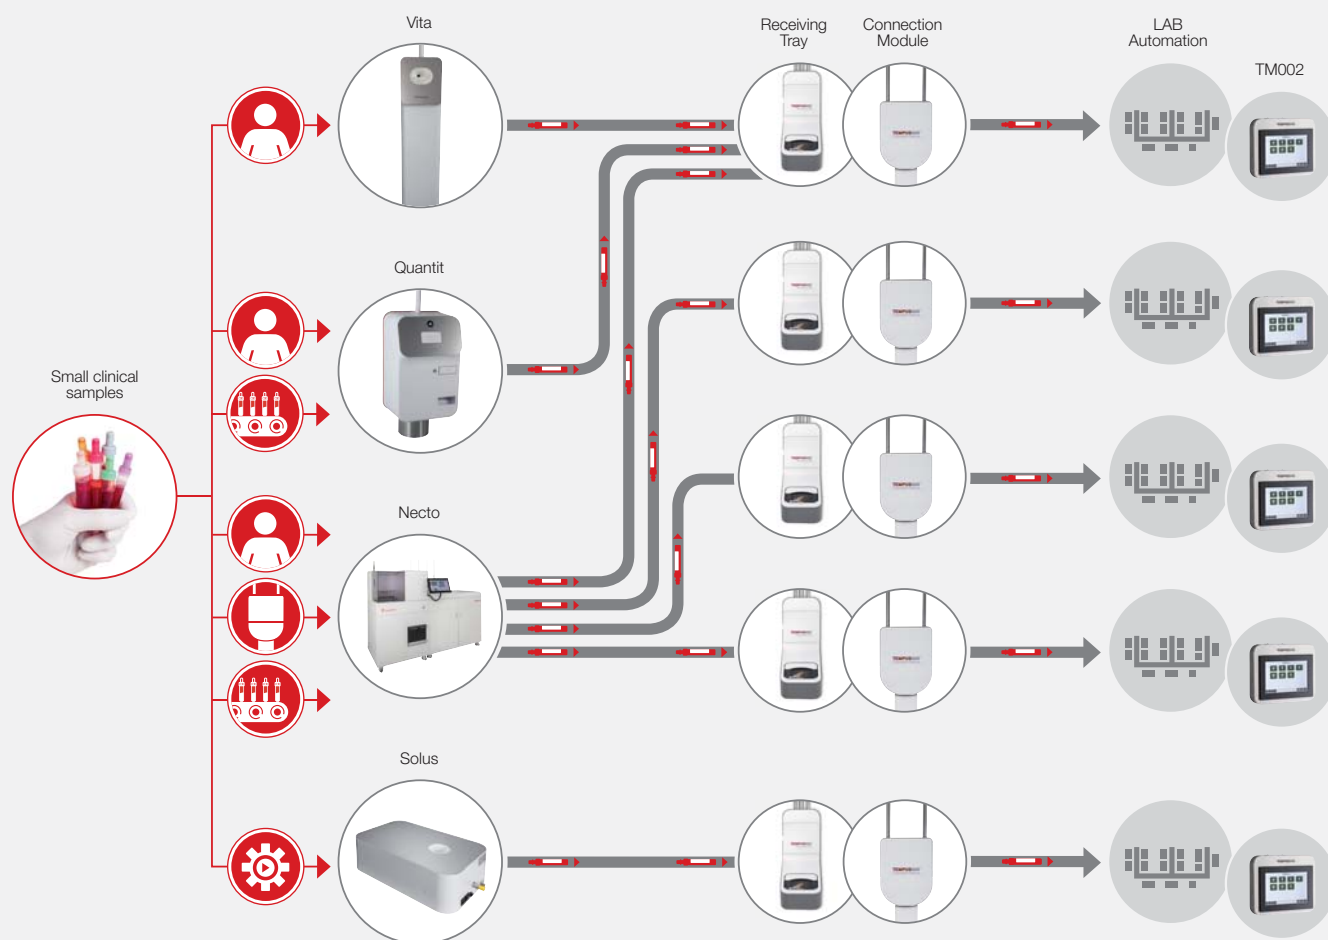 Vita
Receiving
Tray
Connection
Module
LAB
Automation
TM002
Quantit
Small clinical
samples
Necto
Solus